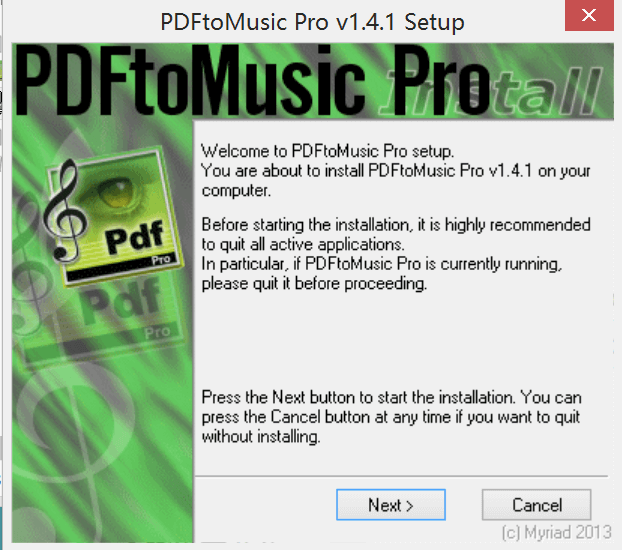 PDFtoMusic Pro v1.4.1 Setup
PDFtoMusic Pro
Install
Welcome to PDFtoMusic Pro setup.
You are about to install PDFtoMusic Pro v1.4.1 on your
computer.
Before starting the installation, it is highly recommended
to quit all active applications.
In particular, if PDFtoMusic Pro is currently running,
please quit it before proceeding.
Pdf
Pro
Pdf
Pro
Press the Next button to start the installation. You can
press the Cancel button at any time if you want to quit
without installing.
Next >
Cancel
(c) Myriad 2013